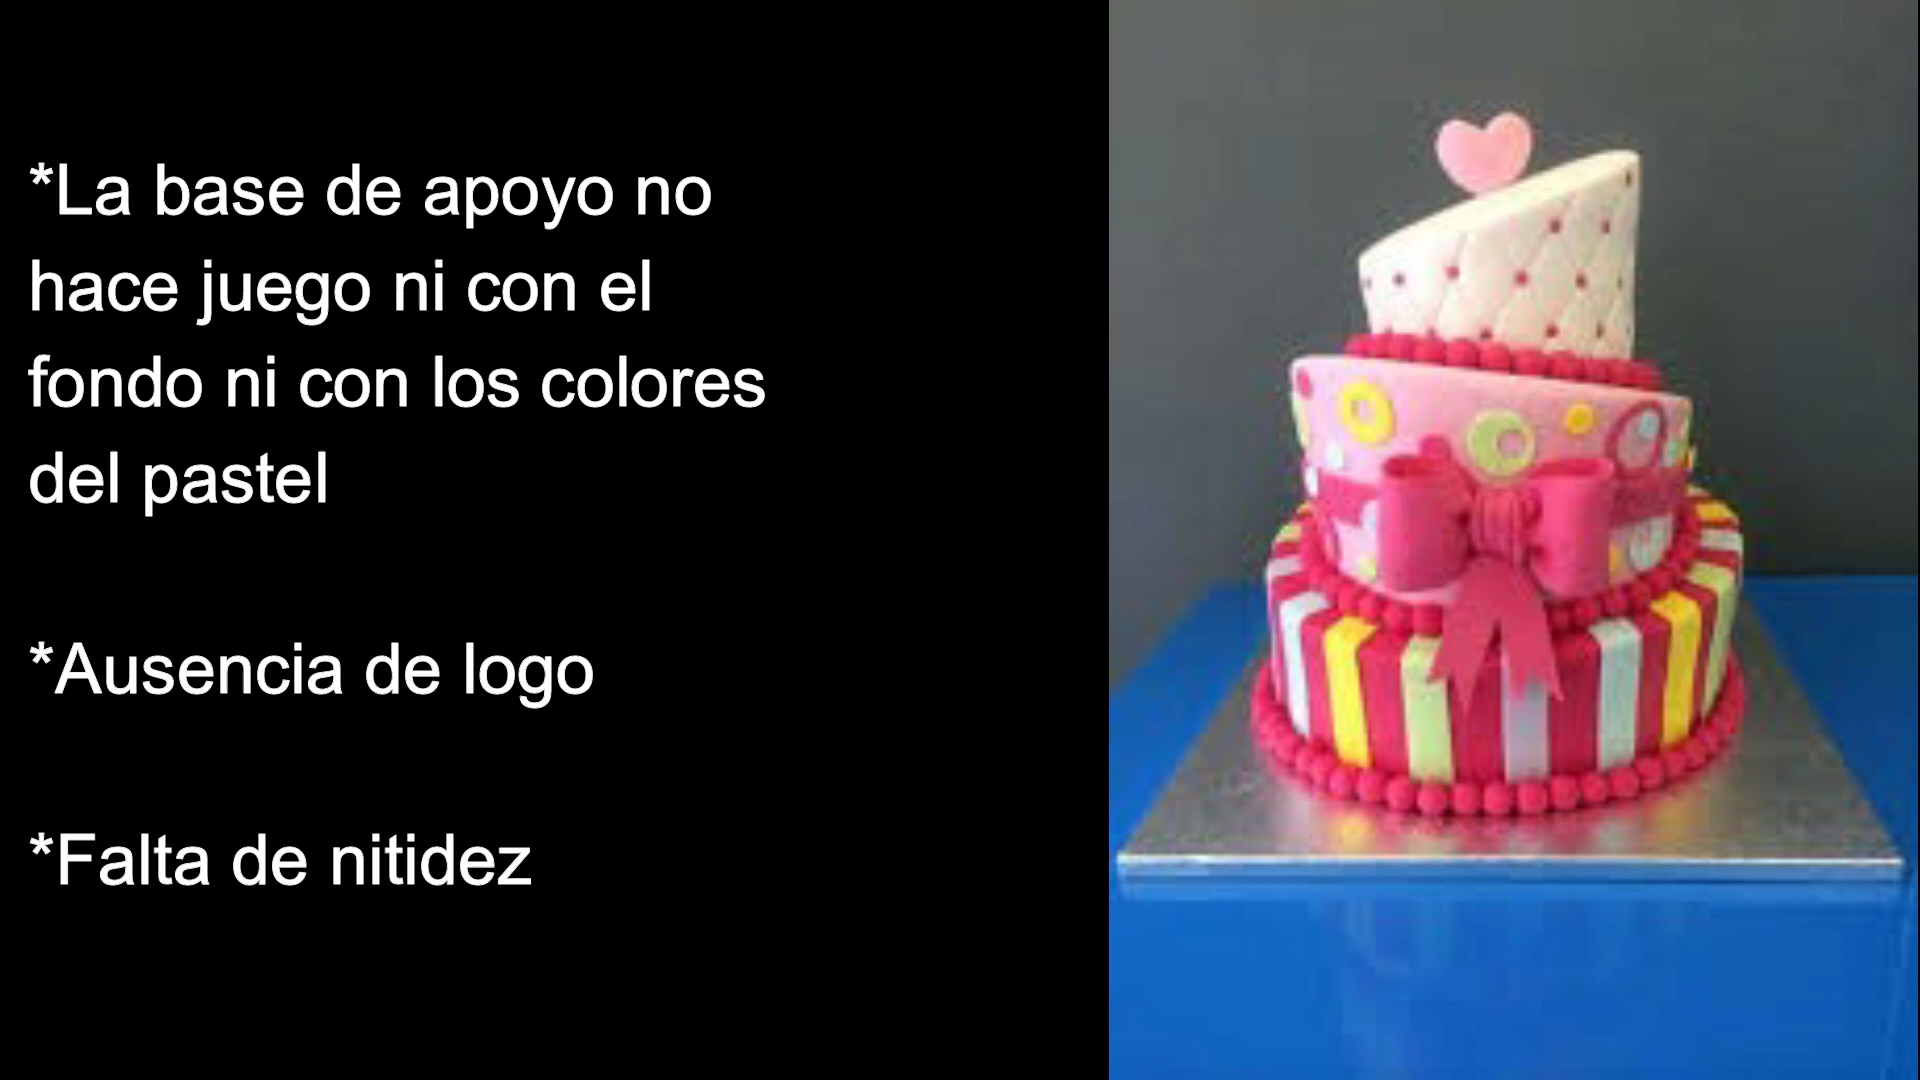 *La base de apoyo no
hace juego ni con el
fondo ni con los colores
del pastel
*Ausencia de logo
*Falta de nitidez